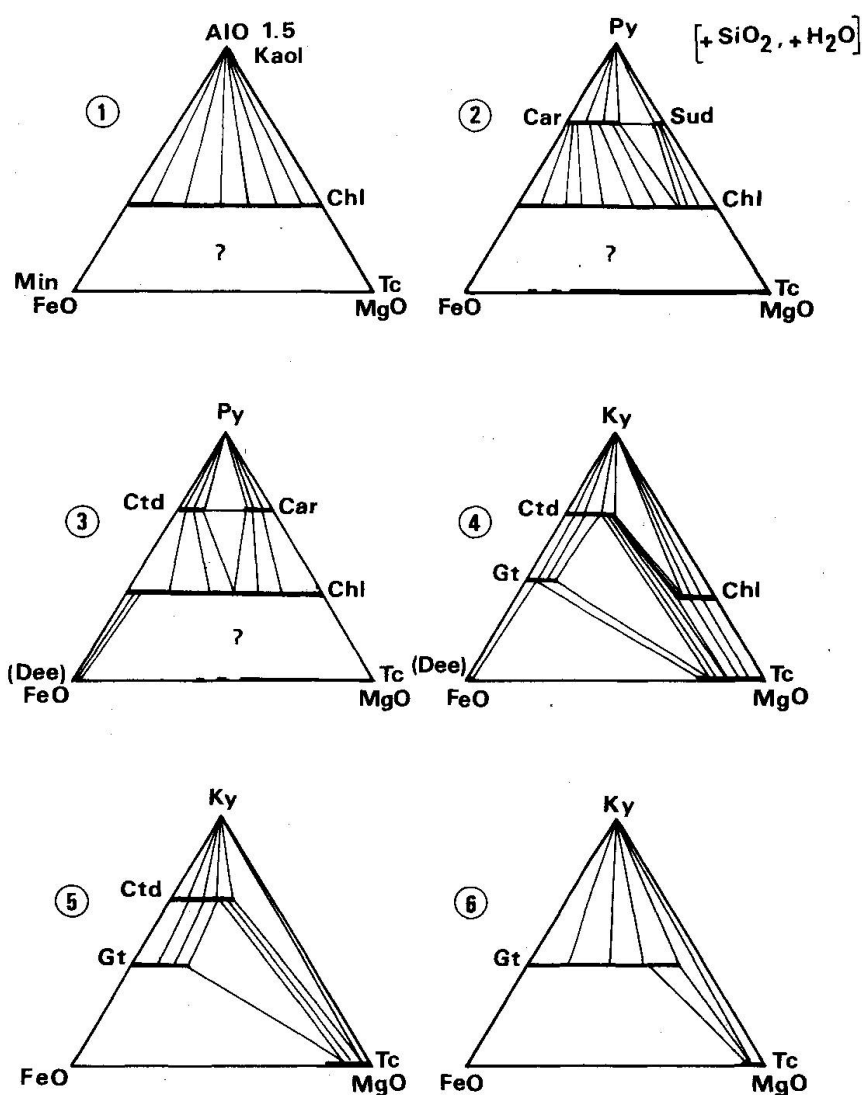 AlO 1.5
Kaol
1
Chl
?
Min
FeO
Tc
MgO
Py
[+ SiO₂, + H₂O]
2
Car
Sud
Chl
?
FeO
Tc
MgO
Py
3
Ctd
Car
Chl
?
(Dee)
FeO
Tc
MgO
Ky
4
Ctd
Gt
Chl
(Dee)
FeO
Tc
MgO
Ky
5
Ctd
Gt
FeO
Tc
MgO
Ky
6
Gt
FeO
Tc
MgO